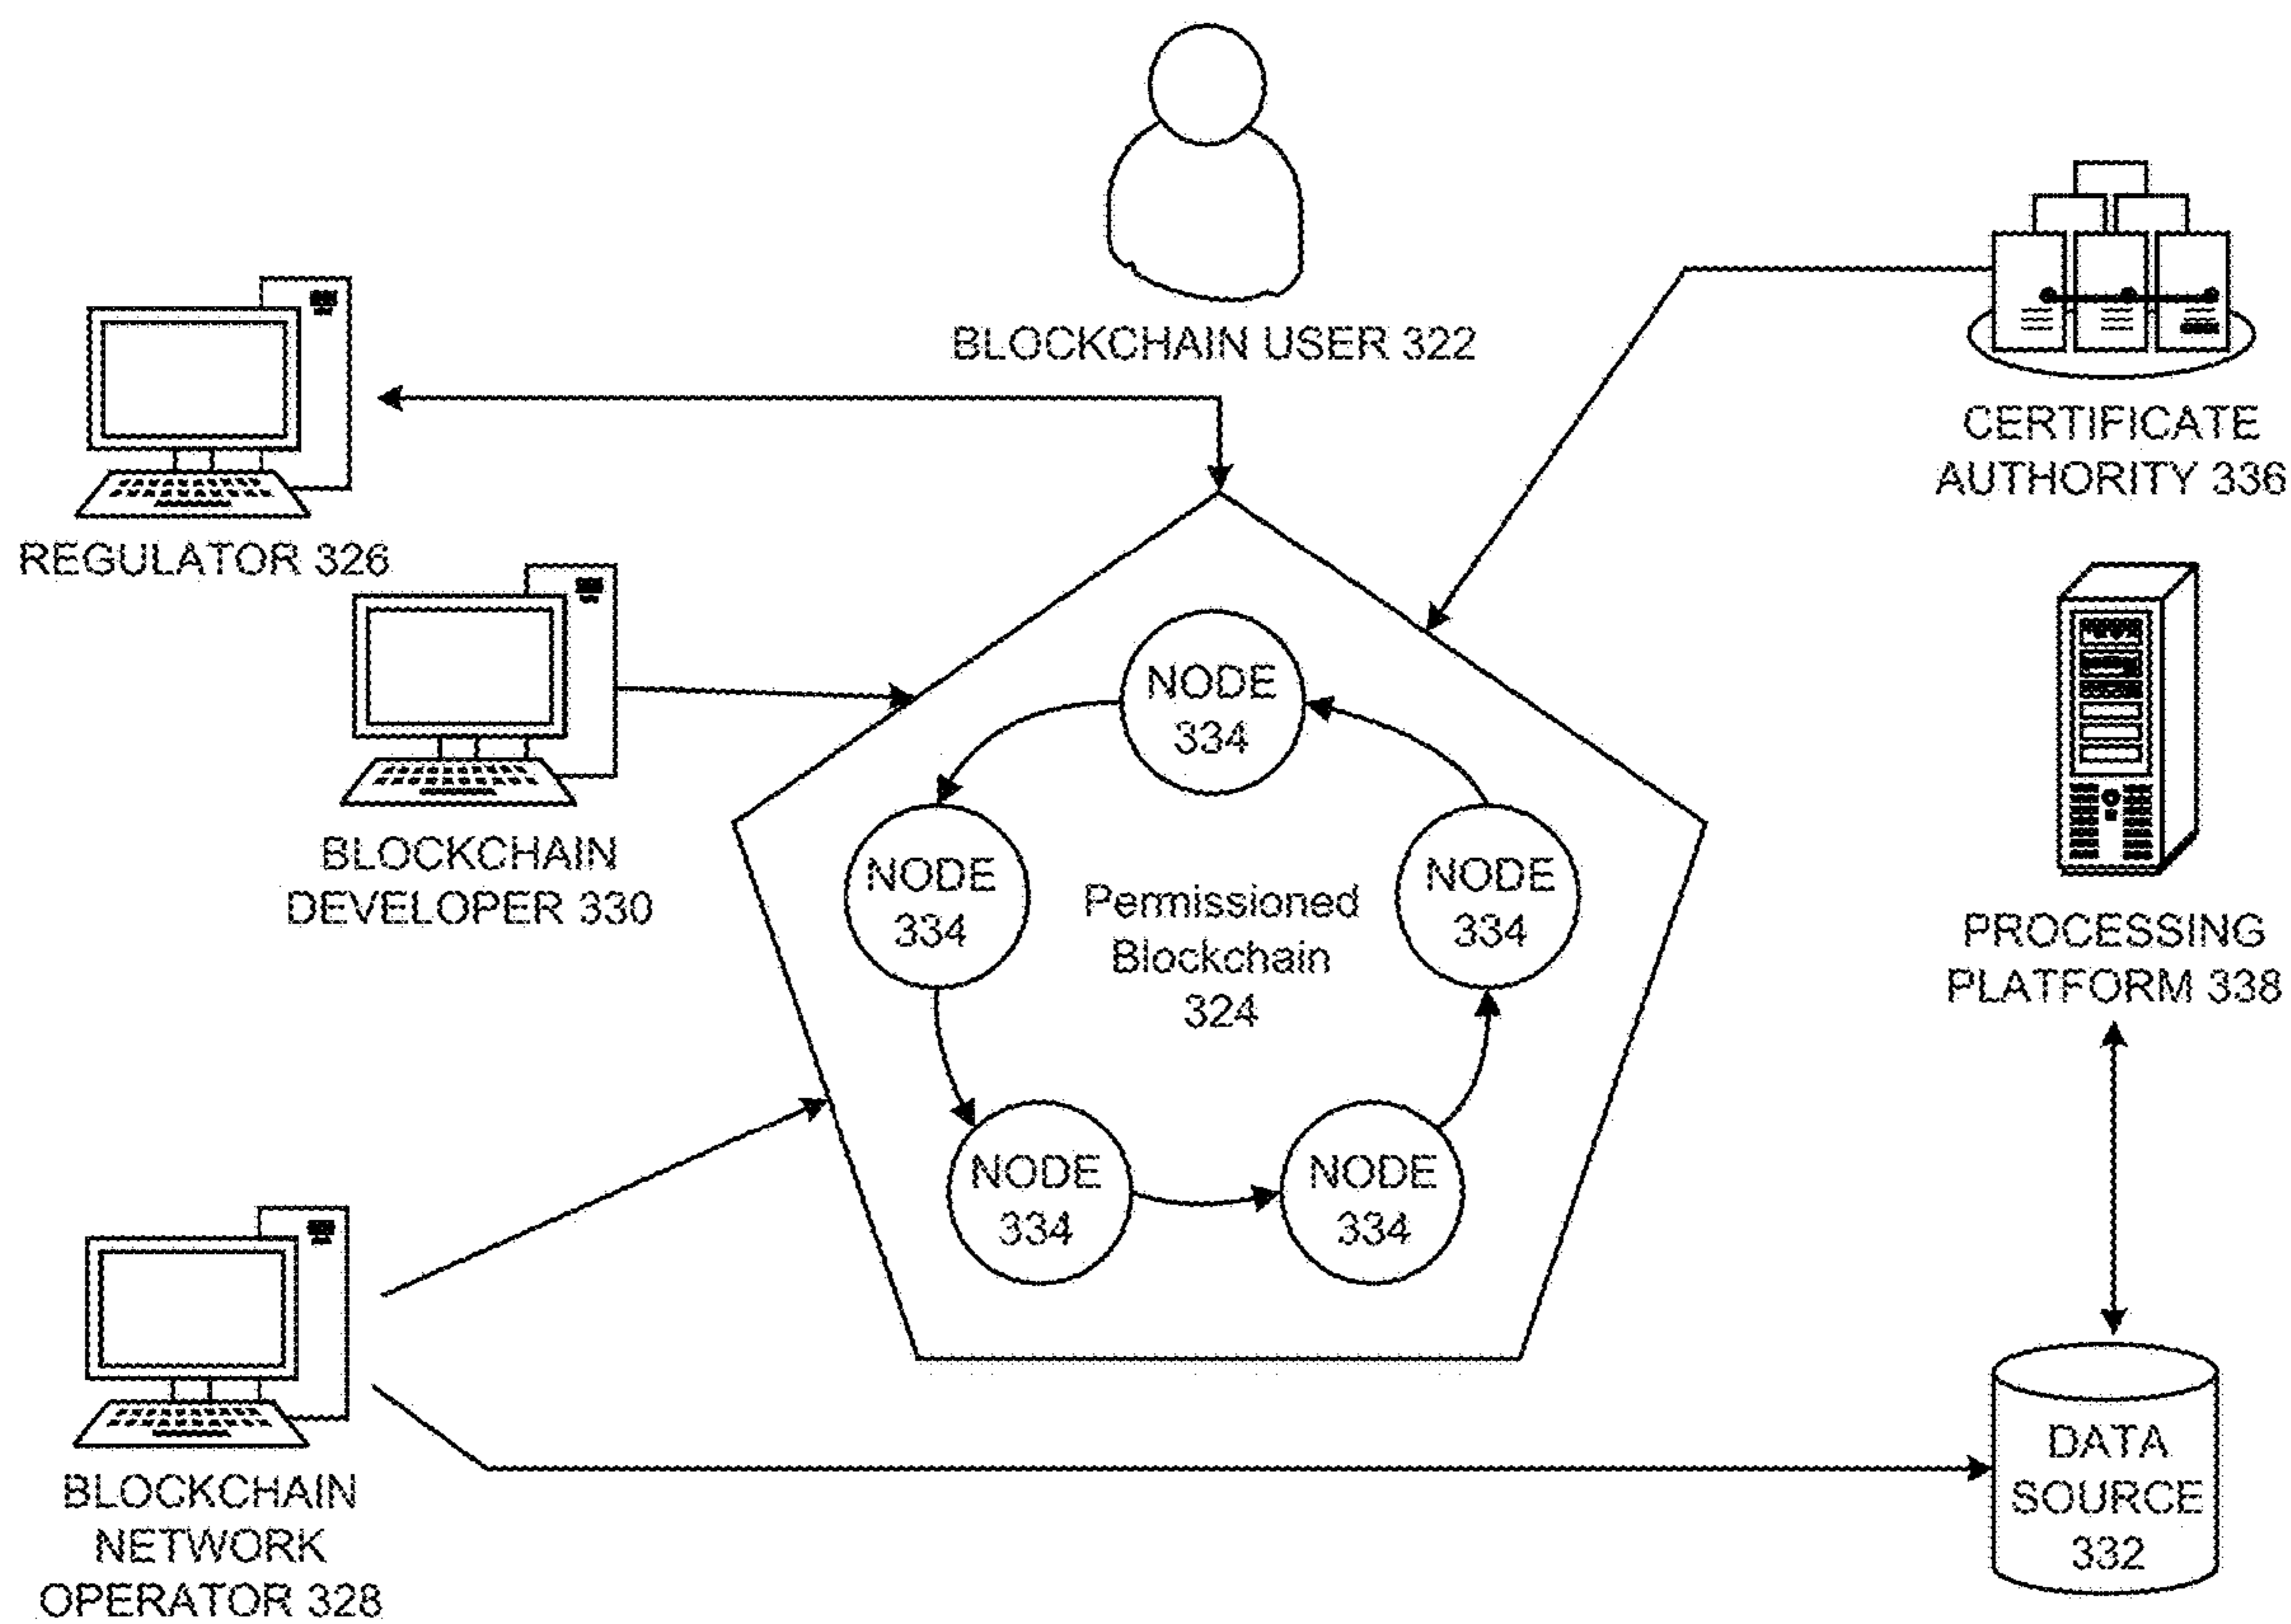 BLOCKCHAIN USER 322
CERTIFICATE
AUTHORITY 336
REGULATOR 326
BLOCKCHAIN
DEVELOPER 330
NODE
334
NODE
334
Permissioned
Blockchain
324
NODE
334
PROCESSING
PLATFORM 338
NODE
334
NODE
334
BLOCKCHAIN
NETWORK
OPERATOR 328
DATA
SOURCE
332